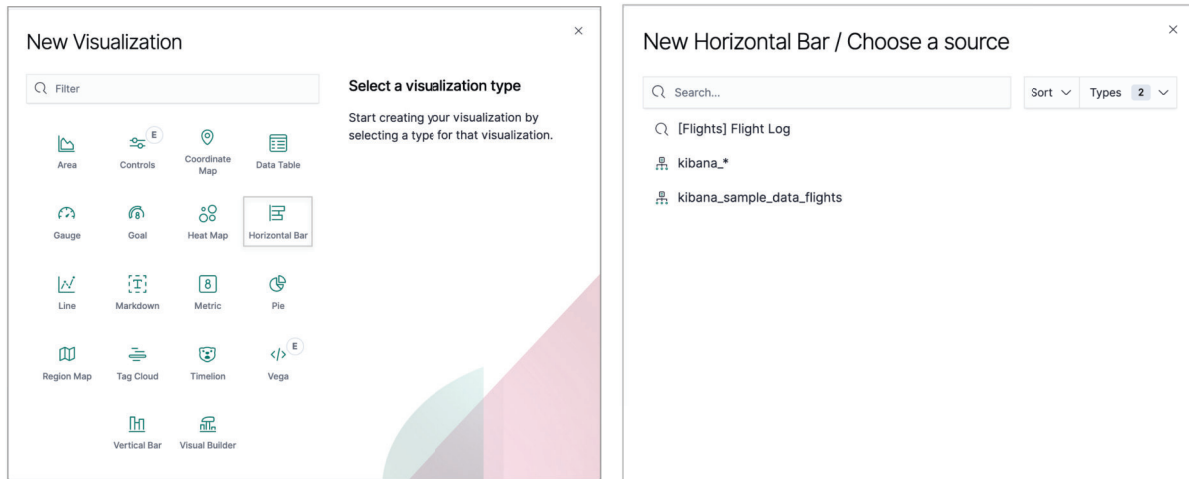 New Visualization
Filter
Select a visualization type
Start creating your visualization by
selecting a type for that visualization.
Area
E
Controls
Coordinate
Map
Data Table
Gauge
8
Goal
Heat Map
Horizontal Bar
Line
T
Markdown
8
Metric
Pie
Region Map
Tag Cloud
Timelion
</> E
Vega
Vertical Bar
Visual Builder
New Horizontal Bar / Choose a source
Search...
Sort
Types 2
[Flights] Flight Log
kibana_*
kibana_sample_data_flights